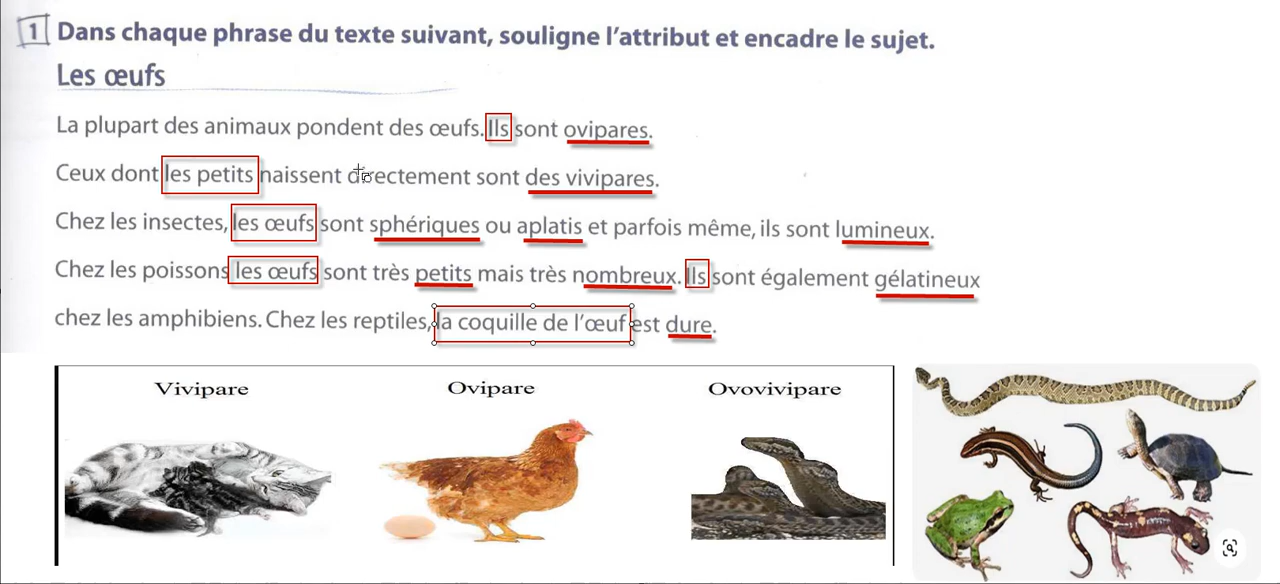 1 Dans chaque phrase du texte suivant, souligne l'attribut et encadre le sujet.
Les œufs
La plupart des animaux pondent des œufs. Ils sont ovipares.
Ceux dont les petits naissent directement sont des vivipares.
Chez les insectes, les œufs sont sphériques ou aplatis et parfois même, ils sont lumineux.
Chez les poissons les œufs sont très petits mais très nombreux. Ils sont également gélatineux
chez les amphibiens. Chez les reptiles, la coquille de l'œuf est dure.
Vivipare Ovipare Ovovivipare